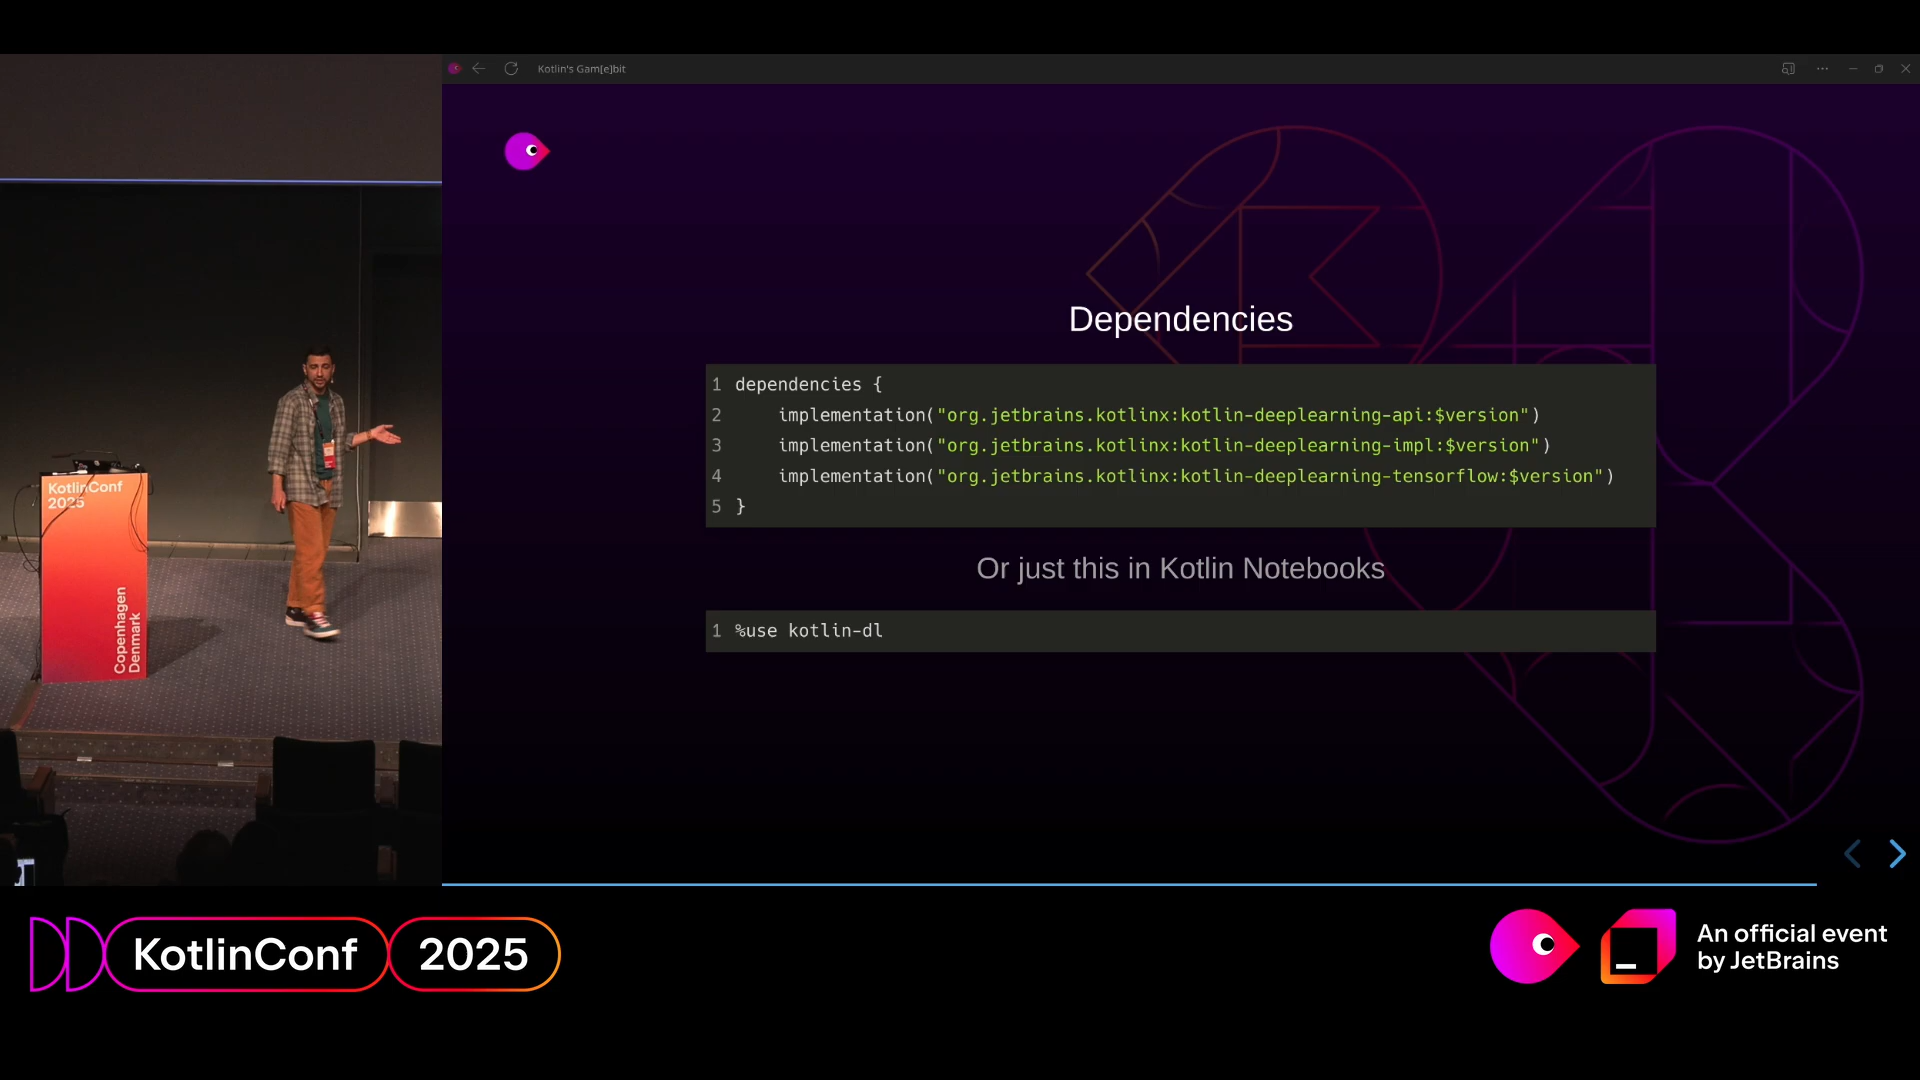 Kotlin's Gam[e]bit
Dependencies
1 dependencies {
2     implementation("org.jetbrains.kotlinx:kotlin-deeplearning-api:$version")
3     implementation("org.jetbrains.kotlinx:kotlin-deeplearning-impl:$version")
4     implementation("org.jetbrains.kotlinx:kotlin-deeplearning-tensorflow:$version")
5 }
Or just this in Kotlin Notebooks
1 %use kotlin-dl
KotlinConf
2025
Copenhagen
Denmark
KotlinConf 2025
An official event
by JetBrains